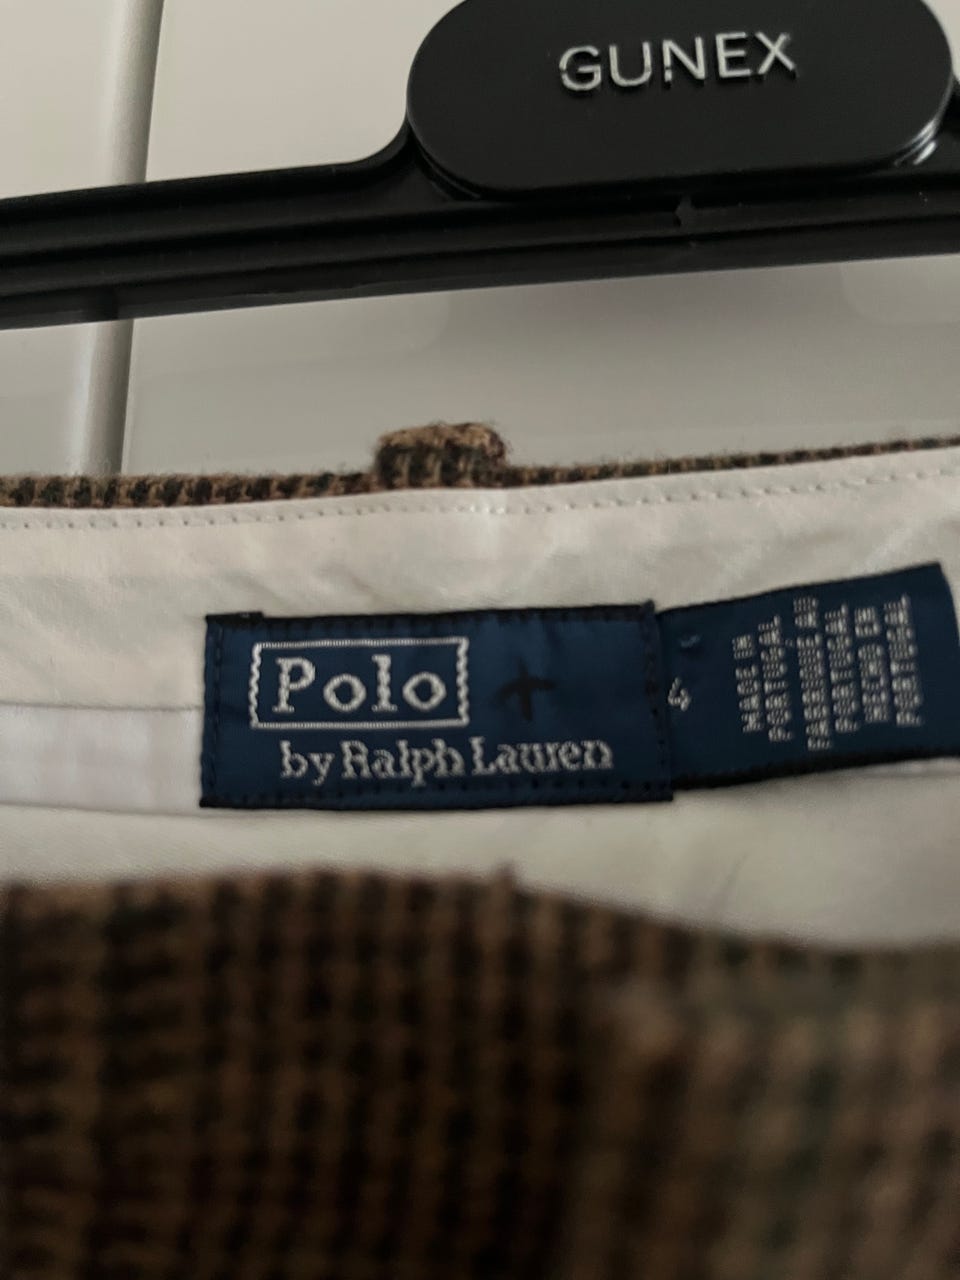 GUNEX
Polo
by Ralph Lauren
4
MADE IN
PORTUGAL
FABRIQUE AU
PORTUGAL
HECHO EN
PORTUGAL